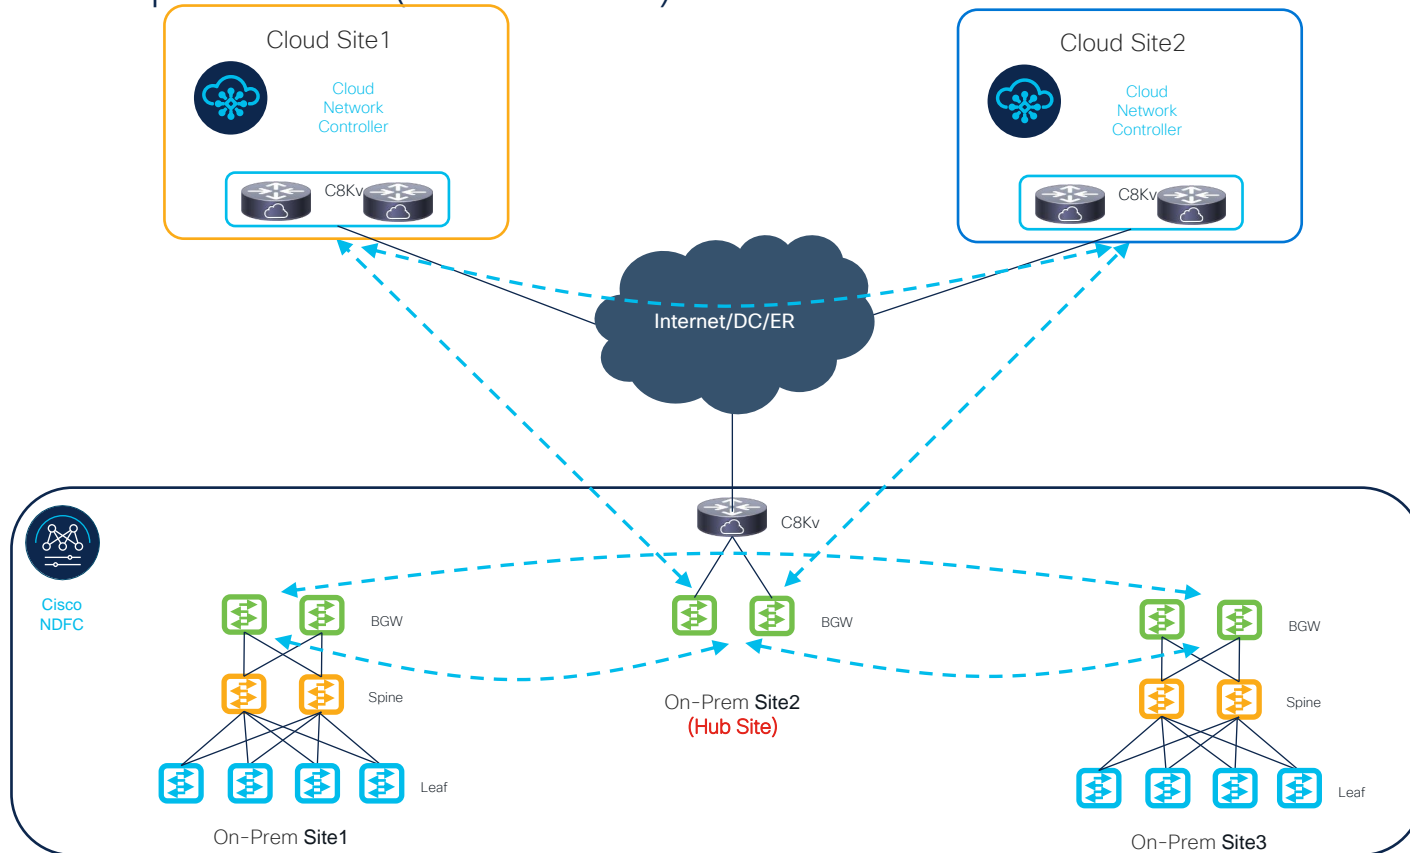 Cloud Site1
Cloud
Network
Controller
C8Kv
Cloud Site2
Cloud
Network
Controller
C8Kv
Internet/DC/ER
C8Kv
Cisco
NDFC
BGW
Spine
Leaf
On-Prem Site1
BGW
On-Prem Site2
(Hub Site)
BGW
Spine
Leaf
On-Prem Site3